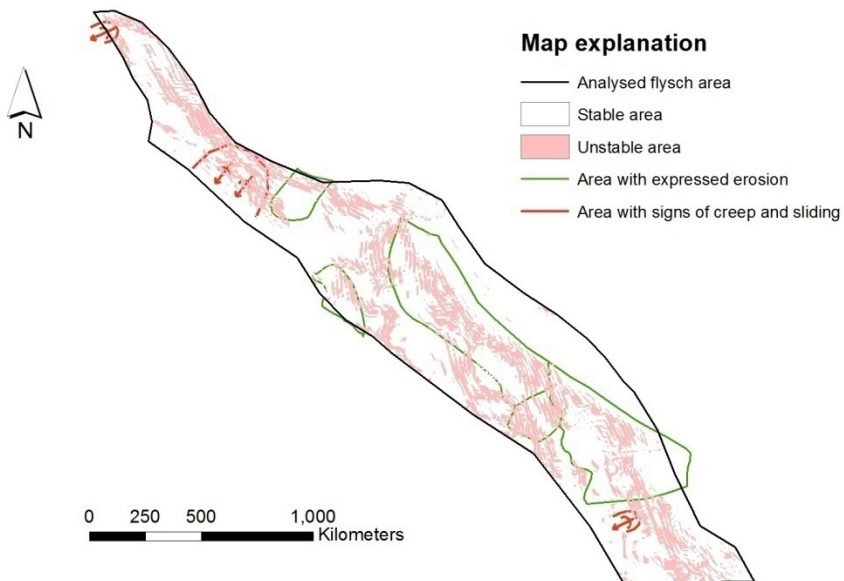 Map explanation
Analysed flysch area
Stable area
Unstable area
Area with expressed erosion
Area with signs of creep and sliding
N
0 250 500 1,000
Kilometers